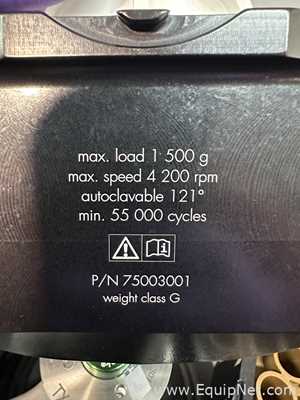 max. load 1 500 g
max. speed 4 200 rpm
autoclavable 121°
min. 55 000 cycles
P/N 75003001
weight class G
www.EquipNet.com